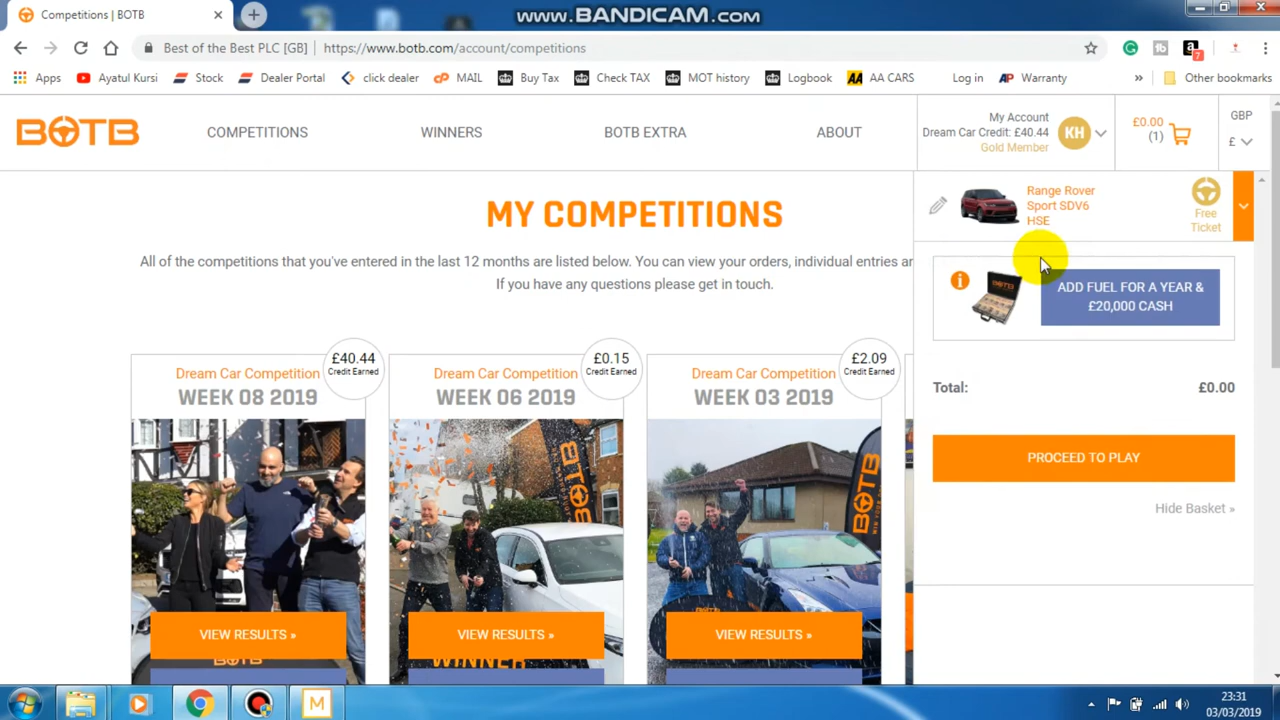 Competitions | BOTB
WWW.BANDICAM.COM
Best of the Best PLC [GB] | https://www.botb.com/account/competitions
7
Apps Ayatul Kursi Stock Dealer Portal click dealer MAIL Buy Tax Check TAX MOT history Logbook AA CARS Log in Warranty » Other bookmarks
BOTB
COMPETITIONS
WINNERS
BOTB EXTRA
ABOUT
My Account
Dream Car Credit: £40.44
Gold Member
KH
£0.00
(1)
GBP
£
MY COMPETITIONS
All of the competitions that you've entered in the last 12 months are listed below. You can view your orders, individual entries ar
If you have any questions please get in touch.
Range Rover
Sport SDV6
HSE
Free
Ticket
ADD FUEL FOR A YEAR &
£20,000 CASH
Total: £0.00
PROCEED TO PLAY
Hide Basket »
£40.44
Credit Earned
Dream Car Competition
WEEK 08 2019
VIEW RESULTS »
£0.15
Credit Earned
Dream Car Competition
WEEK 06 2019
BOTB
VIEW RESULTS »
WINNER
£2.09
Credit Earned
Dream Car Competition
WEEK 03 2019
BOTB
VIEW RESULTS »
23:31
03/03/2019